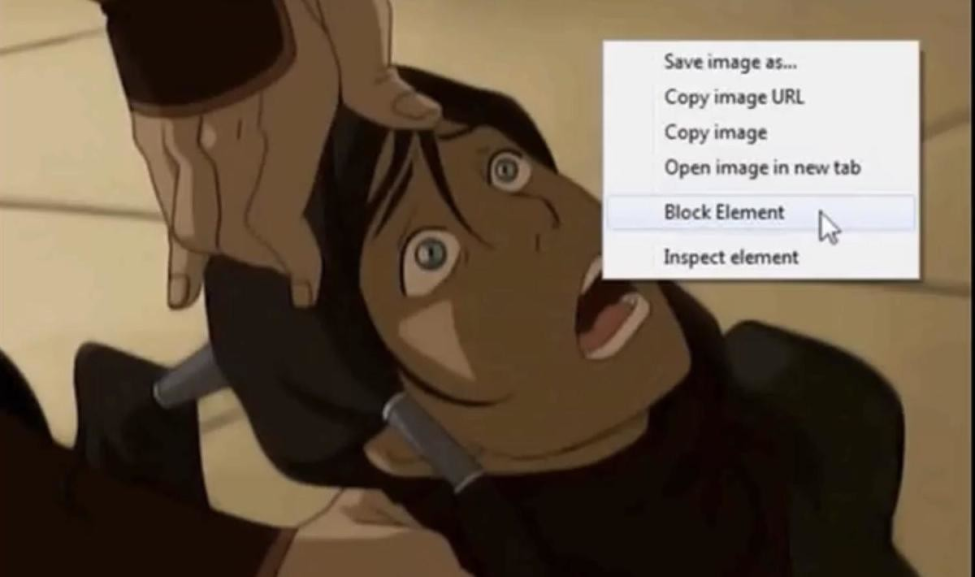 Save image as...
Copy image URL
Copy image
Open image in new tab
Block Element
Inspect element